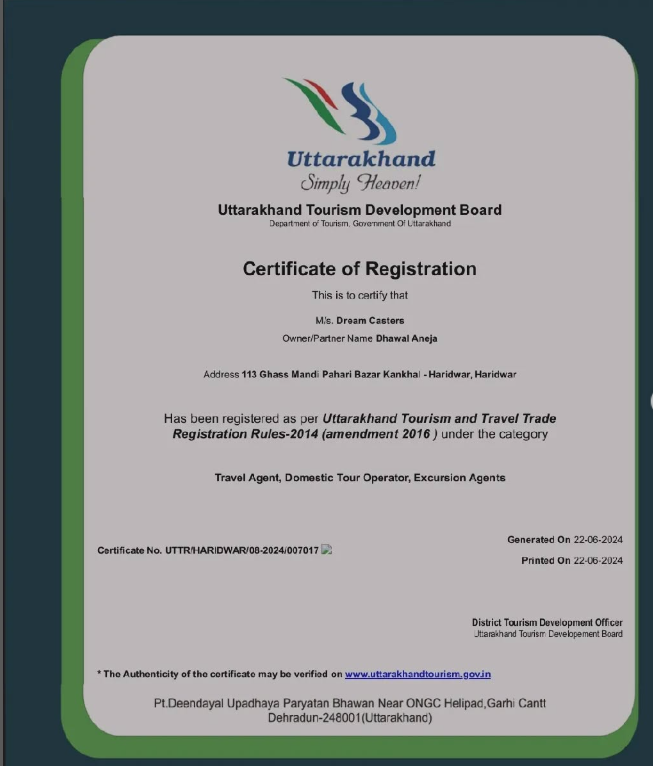 Uttarakhand
Simply Heaven!
Uttarakhand Tourism Development Board
Department of Tourism, Government Of Uttarakhand
Certificate of Registration
This is to certify that
M/s. Dream Casters
Owner/Partner Name Dhawal Aneja
Address 113 Ghass Mandi Pahari Bazar Kankhal - Haridwar, Haridwar
Has been registered as per Uttarakhand Tourism and Travel Trade
Registration Rules-2014 (amendment 2016 ) under the category
Travel Agent, Domestic Tour Operator, Excursion Agents
Generated On 22-06-2024
Certificate No. UTTR/HARIDWAR/08-2024/007017
Printed On 22-06-2024
District Tourism Development Officer
Uttarakhand Tourism Developement Board
* The Authenticity of the certificate may be verified on www.uttarakhandtourism.gov.in
Pt.Deendayal Upadhaya Paryatan Bhawan Near ONGC Helipad,Garhi Cantt
Dehradun-248001(Uttarakhand)